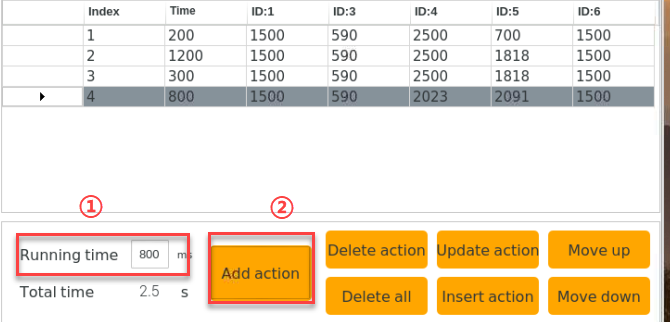 Index Time ID:1 ID:3 ID:4 ID:5 ID:6
1 200 1500 590 2500 700 1500
2 1200 1500 590 2500 1818 1500
3 300 1500 590 2500 1818 1500
4 800 1500 590 2023 2091 1500
① ②
Running time 800 ms
Add action
Delete action Update action Move up
Total time 2.5 s
Delete all Insert action Move down